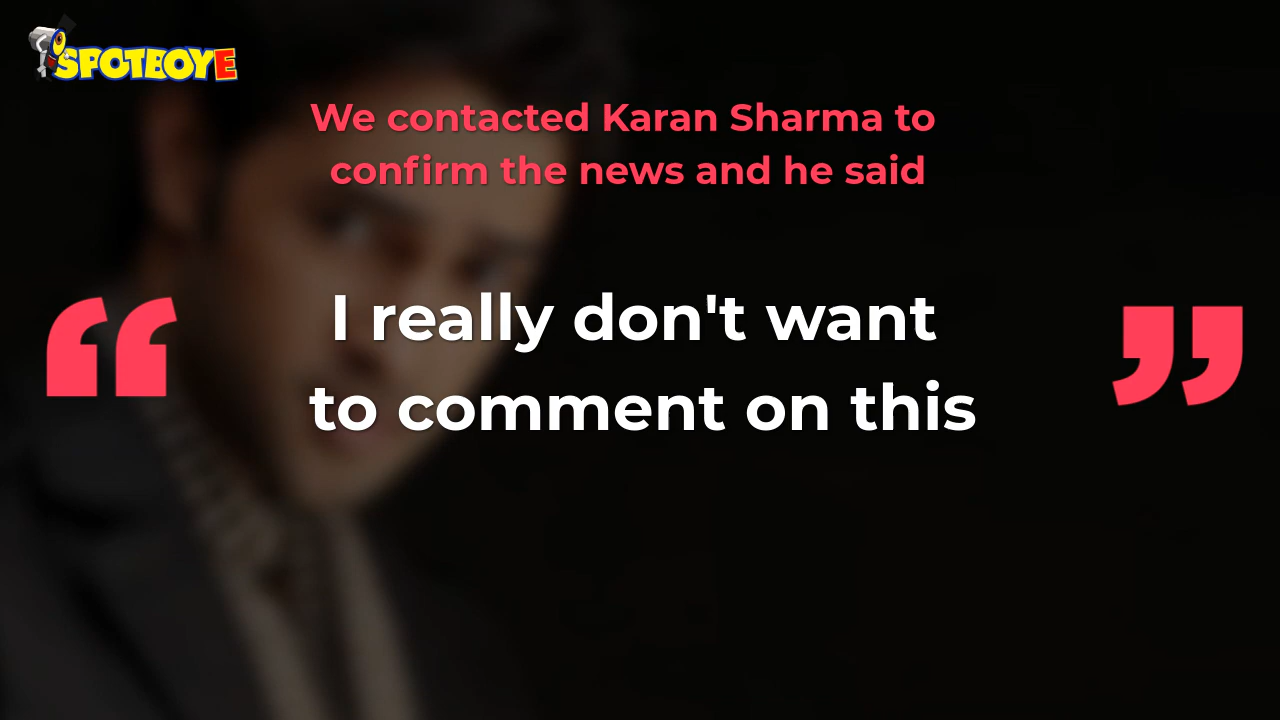 SPOTBOYE
We contacted Karan Sharma to
confirm the news and he said
“ I really don't want
to comment on this ”